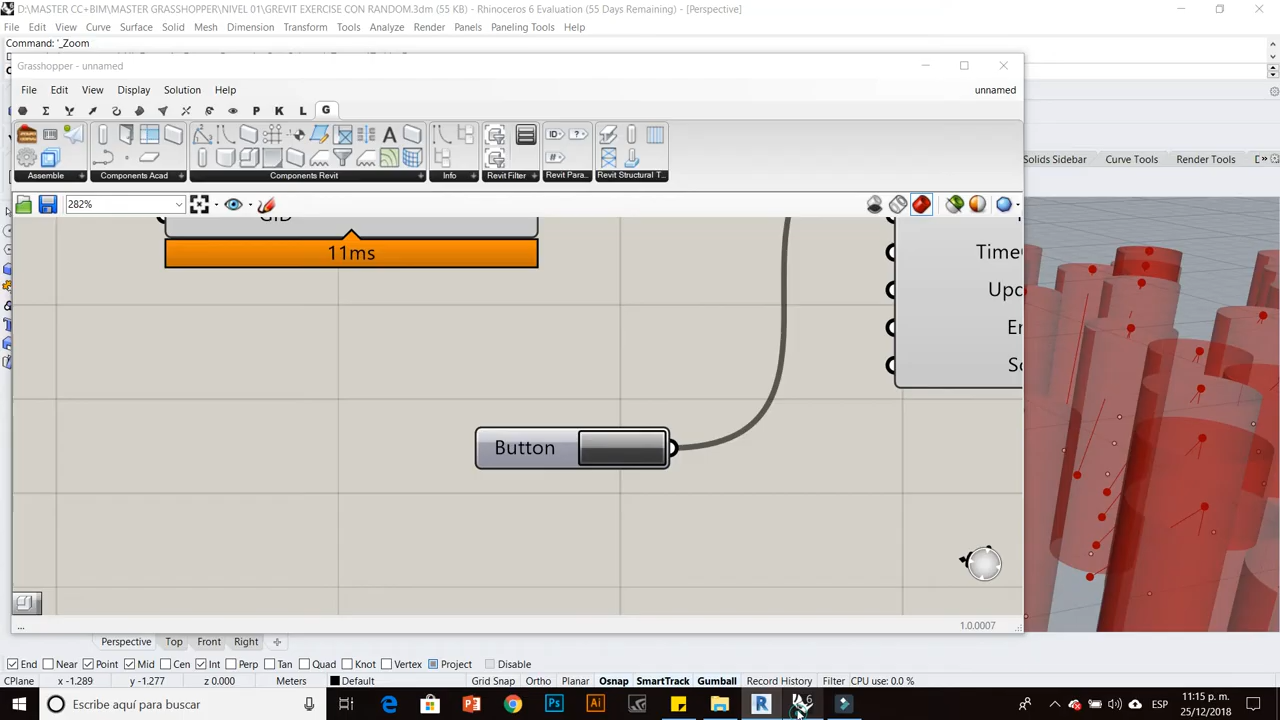 D:\MASTER CC+BIM\MASTER GRASSHOPPER\NIVEL 01\GREVIT EXERCISE CON RANDOM.3dm (55 KB) - Rhinoceros 6 Evaluation (55 Days Remaining) - [Perspective]
File Edit View Curve Surface Solid Mesh Dimension Transform Tools Analyze Render Panels Paneling Tools Help
Command: '_Zoom
Grasshopper - unnamed
File Edit View Display Solution Help unnamed
P K L G
Assemble Components Acad Components Revit Info Revit Filter Revit Para... Revit Structural T...
Solids Sidebar Curve Tools Render Tools
282%
GID
11ms
Time
Upd
Er
Sc
Button
... 1.0.0007
Perspective Top Front Right
End Near Point Mid Cen Int Perp Tan Quad Knot Vertex Project Disable
CPlane x -1.289 y -1.277 z 0.000 Meters Default Grid Snap Ortho Planar Osnap SmartTrack Gumball Record History Filter CPU use: 0.0 %
Escribe aquí para buscar
ESP
11:15 p. m.
25/12/2018